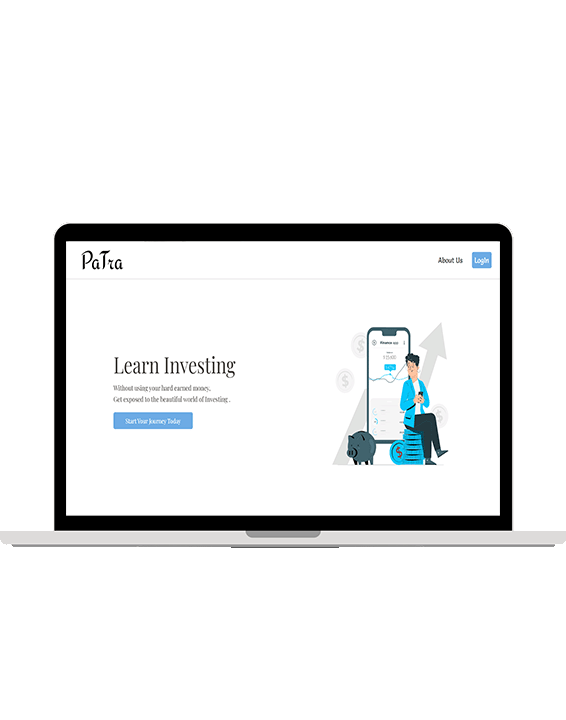 PaTra
About Us
LogIn
Learn Investing
Without using your hard earned money.
Get exposed to the beautiful world of Investing .
Start Your Journey Today